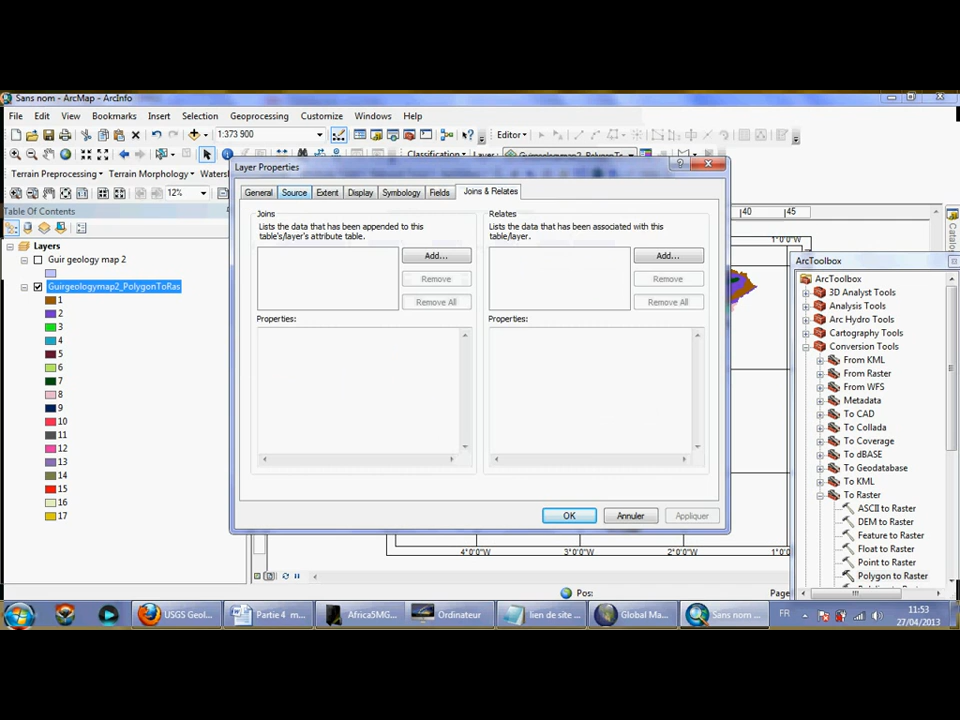 Sans nom - ArcMap - ArcInfo
File Edit View Bookmarks Insert Selection Geoprocessing Customize Windows Help
1:373 900 Editor
Classification Layer: Guirgeologymap2_PolygonTo
Terrain Preprocessing Terrain Morphology Watersh
12%
Table Of Contents
Layers
Guir geology map 2
Guirgeologymap2_PolygonToRas
1
2
3
4
5
6
7
8
9
10
11
12
13
14
15
16
17
Layer Properties
General Source Extent Display Symbology Fields Joins & Relates
Joins
Lists the data that has been appended to this
table's/layer's attribute table.
Add...
Remove
Remove All
Properties:
Relates
Lists the data that has been associated with this
table/layer.
Add...
Remove
Remove All
Properties:
OK Annuler Appliquer
40 45
1°0'0"W
4°0'0"W 3°0'0"W 2°0'0"W 1°0
Catalo
ArcToolbox
ArcToolbox
3D Analyst Tools
Analysis Tools
Arc Hydro Tools
Cartography Tools
Conversion Tools
From KML
From Raster
From WFS
Metadata
To CAD
To Collada
To Coverage
To dBASE
To Geodatabase
To KML
To Raster
ASCII to Raster
DEM to Raster
Feature to Raster
Float to Raster
Point to Raster
Polygon to Raster
Pos: Page
USGS Geol... Partie 4 m... Africa5MG... Ordinateur lien de site ... Global Ma... Sans nom ... FR 11:53
27/04/2013